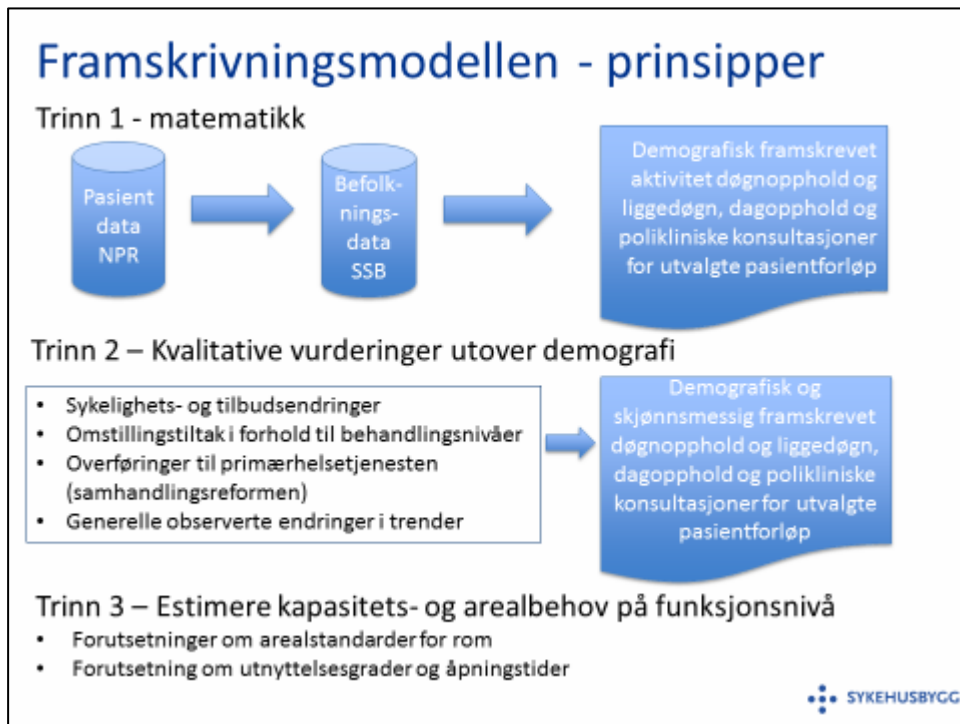 Framskrivningsmodellen - prinsipper
Trinn 1 - matematikk
Pasient
data
NPR
Befolk-
nings-
data
SSB
Demografisk framskrevet
aktivitet døgnopphold og
liggedøgn, dagopphold og
polikliniske konsultasjoner
for utvalgte pasientforløp
Trinn 2 – Kvalitative vurderinger utover demografi
• Sykelighets- og tilbudsendringer
• Omstillingstiltak i forhold til behandlingsnivåer
• Overføringer til primærhelsetjenesten
(samhandlingsreformen)
• Generelle observerte endringer i trender
Demografisk og
skjønnsmessig framskrevet
døgnopphold og liggedøgn,
dagopphold og polikliniske
konsultasjoner for utvalgte
pasientforløp
Trinn 3 – Estimere kapasitets- og arealbehov på funksjonsnivå
• Forutsetninger om arealstandarder for rom
• Forutsetning om utnyttelsesgrader og åpningstider
SYKEHUSBYGG